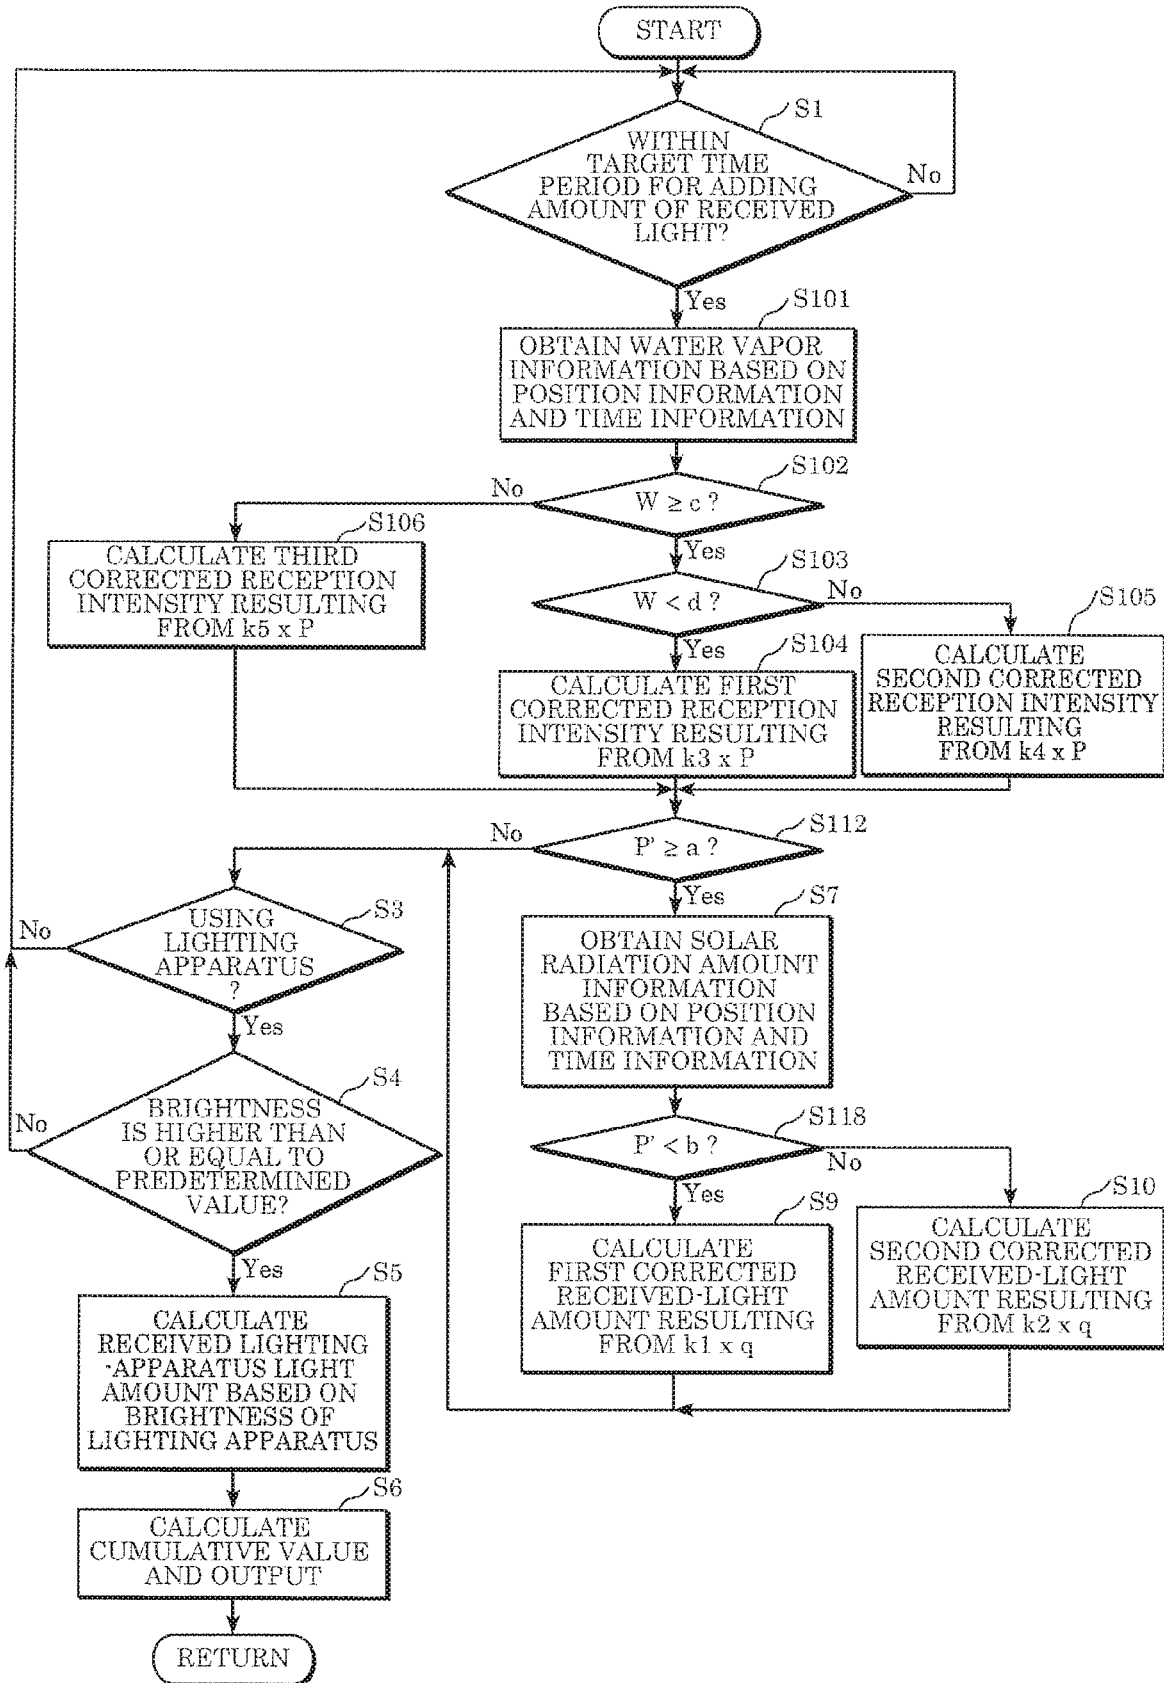 START
S1
WITHIN
TARGET TIME
PERIOD FOR ADDING
AMOUNT OF RECEIVED
LIGHT?
No
Yes
S101
OBTAIN WATER VAPOR
INFORMATION BASED ON
POSITION INFORMATION
AND TIME INFORMATION
S102
W ≥ c ?
No
Yes
S106
CALCULATE THIRD
CORRECTED RECEPTION
INTENSITY RESULTING
FROM k5 x P
S103
W < d ?
No
Yes
S104
CALCULATE FIRST
CORRECTED RECEPTION
INTENSITY RESULTING
FROM k3 x P
S105
CALCULATE
SECOND CORRECTED
RECEPTION INTENSITY
RESULTING
FROM k4 x P
S112
P' ≥ a ?
No
Yes
S3
USING
LIGHTING
APPARATUS
?
No
Yes
S7
OBTAIN SOLAR
RADIATION AMOUNT
INFORMATION
BASED ON POSITION
INFORMATION AND
TIME INFORMATION
S4
BRIGHTNESS
IS HIGHER THAN
OR EQUAL TO
PREDETERMINED
VALUE?
No
Yes
S118
P' < b ?
No
Yes
S9
CALCULATE
FIRST CORRECTED
RECEIVED-LIGHT
AMOUNT RESULTING
FROM k1 x q
S10
CALCULATE
SECOND CORRECTED
RECEIVED-LIGHT
AMOUNT RESULTING
FROM k2 x q
S5
CALCULATE
RECEIVED LIGHTING
-APPARATUS LIGHT
AMOUNT BASED ON
BRIGHTNESS OF
LIGHTING APPARATUS
S6
CALCULATE
CUMULATIVE VALUE
AND OUTPUT
RETURN